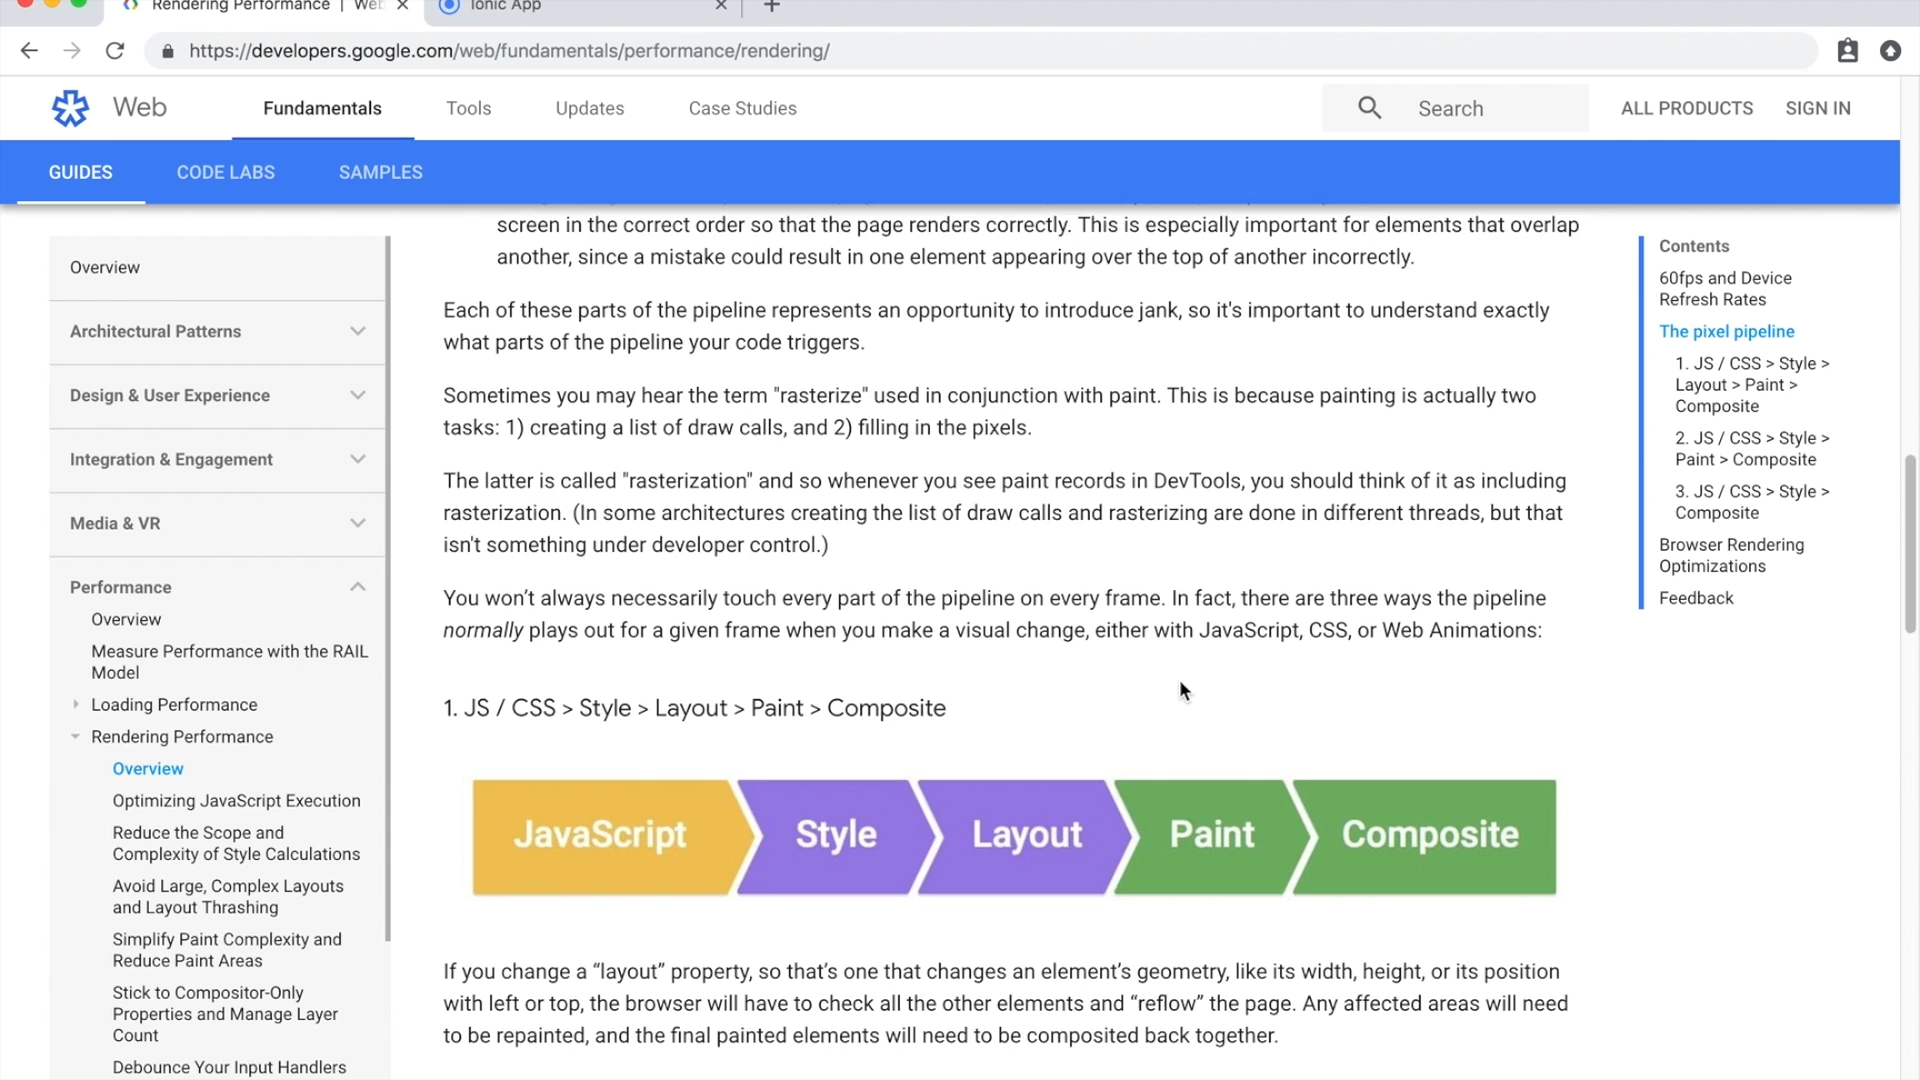 Rendering Performance | Web
Ionic App
https://developers.google.com/web/fundamentals/performance/rendering/
Web
Fundamentals
Tools
Updates
Case Studies
Search
ALL PRODUCTS
SIGN IN
GUIDES
CODE LABS
SAMPLES
Overview
Architectural Patterns
Design & User Experience
Integration & Engagement
Media & VR
Performance
Overview
Measure Performance with the RAIL
Model
Loading Performance
Rendering Performance
Overview
Optimizing JavaScript Execution
Reduce the Scope and
Complexity of Style Calculations
Avoid Large, Complex Layouts
and Layout Thrashing
Simplify Paint Complexity and
Reduce Paint Areas
Stick to Compositor-Only
Properties and Manage Layer
Count
Debounce Your Input Handlers
screen in the correct order so that the page renders correctly. This is especially important for elements that overlap
another, since a mistake could result in one element appearing over the top of another incorrectly.
Each of these parts of the pipeline represents an opportunity to introduce jank, so it's important to understand exactly
what parts of the pipeline your code triggers.
Sometimes you may hear the term "rasterize" used in conjunction with paint. This is because painting is actually two
tasks: 1) creating a list of draw calls, and 2) filling in the pixels.
The latter is called "rasterization" and so whenever you see paint records in DevTools, you should think of it as including
rasterization. (In some architectures creating the list of draw calls and rasterizing are done in different threads, but that
isn't something under developer control.)
You won’t always necessarily touch every part of the pipeline on every frame. In fact, there are three ways the pipeline
normally plays out for a given frame when you make a visual change, either with JavaScript, CSS, or Web Animations:
1. JS / CSS > Style > Layout > Paint > Composite
JavaScript
Style
Layout
Paint
Composite
If you change a “layout” property, so that’s one that changes an element’s geometry, like its width, height, or its position
with left or top, the browser will have to check all the other elements and “reflow” the page. Any affected areas will need
to be repainted, and the final painted elements will need to be composited back together.
Contents
60fps and Device
Refresh Rates
The pixel pipeline
1. JS / CSS > Style >
Layout > Paint >
Composite
2. JS / CSS > Style >
Paint > Composite
3. JS / CSS > Style >
Composite
Browser Rendering
Optimizations
Feedback